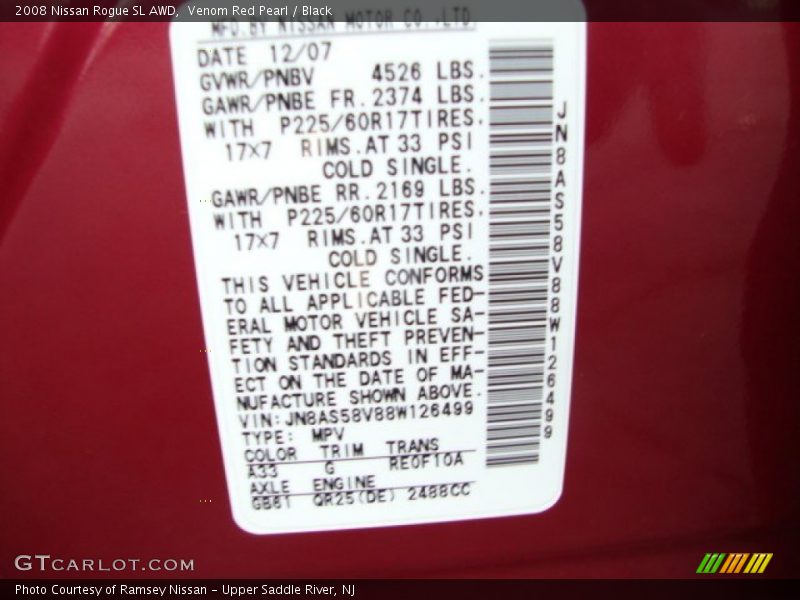 2008 Nissan Rogue SL AWD,  Venom Red Pearl / Black
MFD.BY NISSAN MOTOR CO.,LTD.
DATE 12/07
GVWR/PNBV 4526 LBS.
GAWR/PNBE FR. 2374 LBS.
WITH P225/60R17TIRES,
17×7 RIMS.AT 33 PSI
COLD SINGLE.
GAWR/PNBE RR. 2169 LBS.
WITH P225/60R17TIRES,
17×7 RIMS.AT 33 PSI
COLD SINGLE.
THIS VEHICLE CONFORMS
TO ALL APPLICABLE FED-
ERAL MOTOR VEHICLE SA-
FETY AND THEFT PREVEN-
TION STANDARDS IN EFF-
ECT ON THE DATE OF MA-
NUFACTURE SHOWN ABOVE.
VIN:JN8AS58V88W126499
TYPE: MPV
COLOR TRIM TRANS
A33 G RE0F10A
AXLE ENGINE
GB61 QR25(DE) 2488CC
JN8AS58V88W126499
GTCARLOT.COM
Photo Courtesy of Ramsey Nissan - Upper Saddle River, NJ